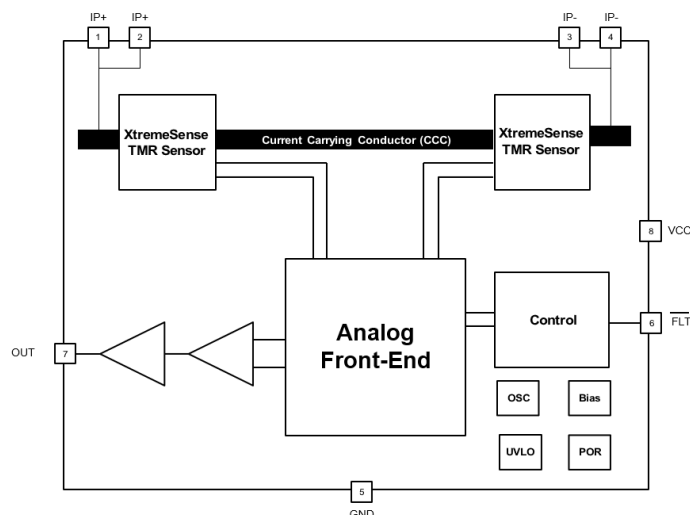 IP+
IP+
IP-
IP-
1
2
3
4
XtremeSense
TMR Sensor
Current Carrying Conductor (CCC)
XtremeSense
TMR Sensor
8
VCC
Analog
Front-End
Control
6
FLT
OUT
7
OSC
Bias
UVLO
POR
5
GND